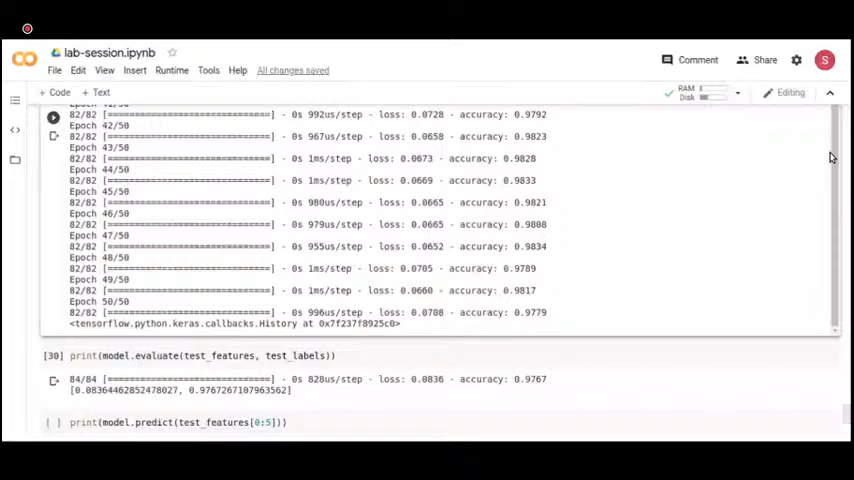 lab-session.ipynb
File Edit View Insert Runtime Tools Help All changes saved
Comment Share S
+ Code + Text RAM Disk Editing
82/82 [==============================] - 0s 992us/step - loss: 0.0728 - accuracy: 0.9792
Epoch 42/50
82/82 [==============================] - 0s 967us/step - loss: 0.0658 - accuracy: 0.9823
Epoch 43/50
82/82 [==============================] - 0s 1ms/step - loss: 0.0673 - accuracy: 0.9828
Epoch 44/50
82/82 [==============================] - 0s 1ms/step - loss: 0.0669 - accuracy: 0.9833
Epoch 45/50
82/82 [==============================] - 0s 980us/step - loss: 0.0665 - accuracy: 0.9821
Epoch 46/50
82/82 [==============================] - 0s 979us/step - loss: 0.0665 - accuracy: 0.9808
Epoch 47/50
82/82 [==============================] - 0s 955us/step - loss: 0.0652 - accuracy: 0.9834
Epoch 48/50
82/82 [==============================] - 0s 1ms/step - loss: 0.0705 - accuracy: 0.9789
Epoch 49/50
82/82 [==============================] - 0s 1ms/step - loss: 0.0660 - accuracy: 0.9817
Epoch 50/50
82/82 [==============================] - 0s 996us/step - loss: 0.0708 - accuracy: 0.9779
<tensorflow.python.keras.callbacks.History at 0x7f237f8925c0>
[30] print(model.evaluate(test_features, test_labels))
84/84 [==============================] - 0s 828us/step - loss: 0.0836 - accuracy: 0.9767
[0.08364462852478027, 0.9767267107963562]
[ ] print(model.predict(test_features[0:5]))